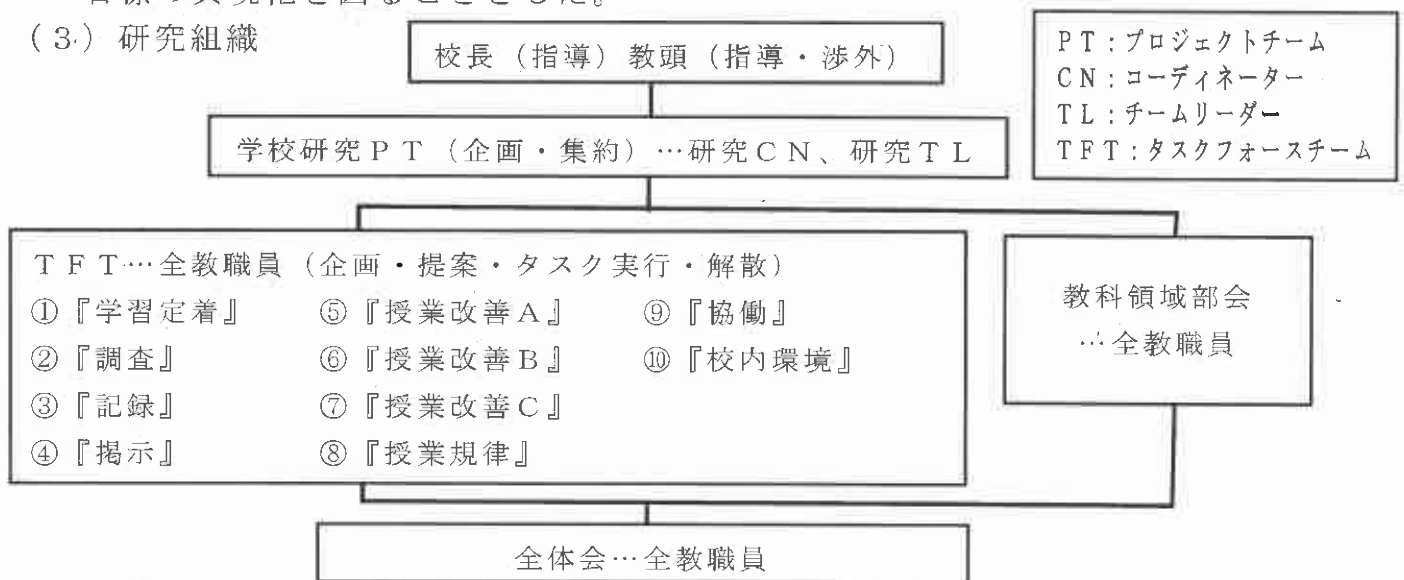 (3) 研究組織
校長（指導）教頭（指導・渉外）
PT：プロジェクトチーム
CN：コーディネーター
TL：チームリーダー
TFT：タスクフォースチーム
学校研究PT（企画・集約）…研究CN、研究TL
TFT…全教職員（企画・提案・タスク実行・解散）
①『学習定着』 ⑤『授業改善A』 ⑨『協働』
②『調査』 ⑥『授業改善B』 ⑩『校内環境』
③『記録』 ⑦『授業改善C』
④『掲示』 ⑧『授業規律』
教科領域部会
…全教職員
全体会…全教職員